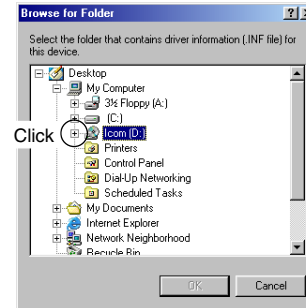 Browse for Folder
Select the folder that contains driver information (.INF file) for
this device.
Desktop
My Computer
3½ Floppy (A:)
(C:)
Click
Icom (D:)
Printers
Control Panel
Dial-Up Networking
Scheduled Tasks
My Documents
Internet Explorer
Network Neighborhood
Recycle Bin
OK
Cancel